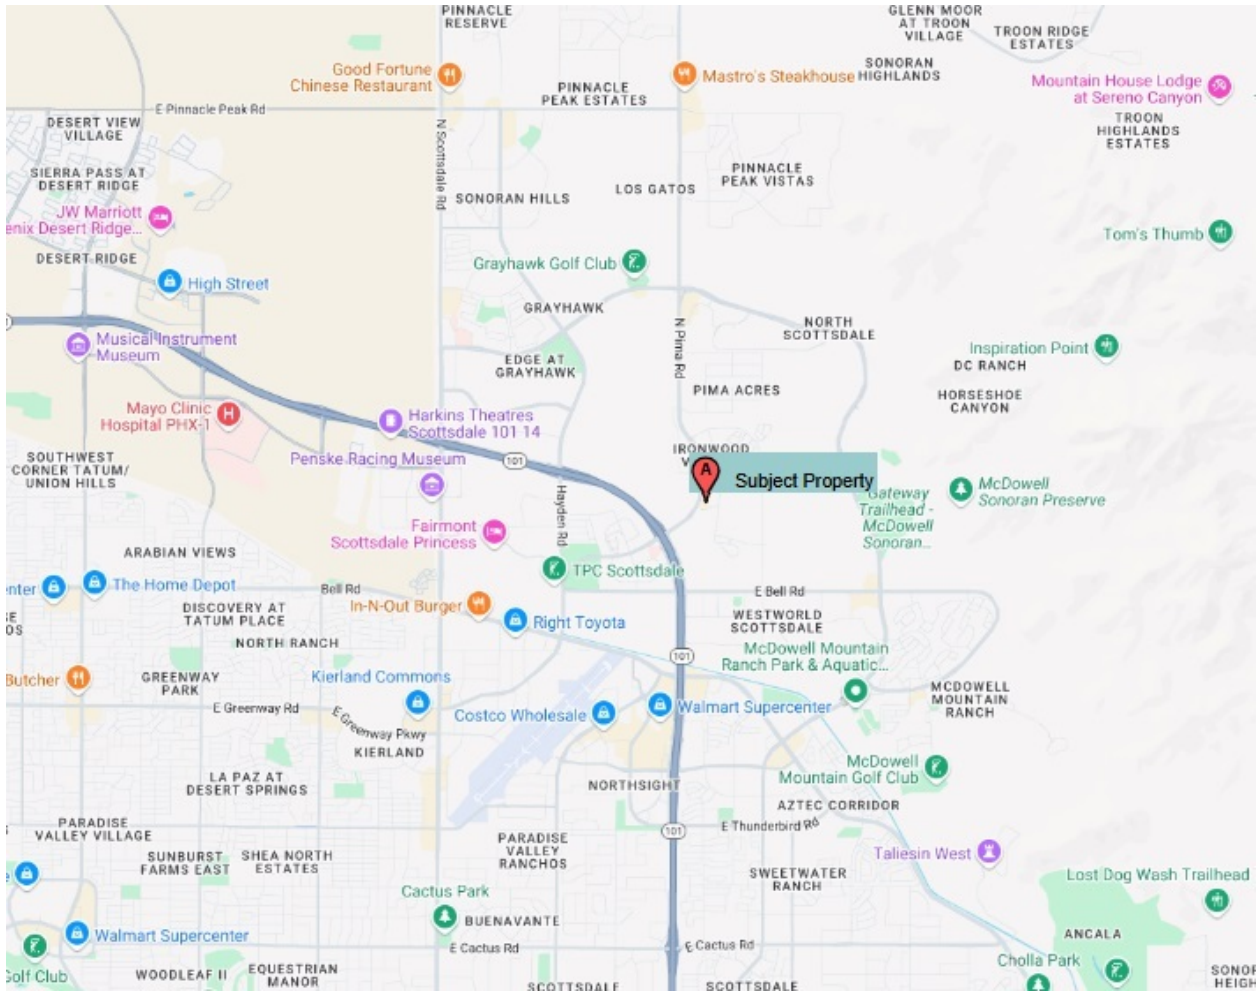 PINNACLE
RESERVE
GLENN MOOR
AT TROON
VILLAGE
TROON RIDGE
ESTATES
Good Fortune
Chinese Restaurant
Mastro's Steakhouse
SONORAN
HIGHLANDS
PINNACLE
PEAK ESTATES
Mountain House Lodge
at Sereno Canyon
E Pinnacle Peak Rd
DESERT VIEW
VILLAGE
TROON
HIGHLANDS
ESTATES
N Scottsdale Rd
SIERRA PASS AT
DESERT RIDGE
PINNACLE
PEAK VISTAS
LOS GATOS
SONORAN HILLS
JW Marriott
enix Desert Ridge...
Tom's Thumb
DESERT RIDGE
Grayhawk Golf Club
High Street
GRAYHAWK
NORTH
SCOTTSDALE
N Pima Rd
Musical Instrument
Museum
Inspiration Point
DC RANCH
EDGE AT
GRAYHAWK
PIMA ACRES
HORSESHOE
CANYON
Mayo Clinic
Hospital PHX-1
Harkins Theatres
Scottsdale 101 14
IRONWOOD
V
SOUTHWEST
CORNER TATUM/
UNION HILLS
Penske Racing Museum
101
A
Subject Property
McDowell
Sonoran Preserve
Gateway
Trailhead -
McDowell
Sonoran...
Hayden Rd
Fairmont
Scottsdale Princess
ARABIAN VIEWS
TPC Scottsdale
enter
The Home Depot
Bell Rd
E Bell Rd
In-N-Out Burger
DISCOVERY AT
TATUM PLACE
Right Toyota
WESTWORLD
SCOTTSDALE
NORTH RANCH
McDowell Mountain
Ranch Park & Aquatic...
101
Butcher
GREENWAY
PARK
Kierland Commons
MCDOWELL
MOUNTAIN
RANCH
E Greenway Rd
E Greenway Pkwy
Costco Wholesale
Walmart Supercenter
KIERLAND
McDowell
Mountain Golf Club
LA PAZ AT
DESERT SPRINGS
NORTHSIGHT
AZTEC CORRIDOR
PARADISE
VALLEY VILLAGE
101
E Thunderbird Rd
PARADISE
VALLEY
RANCHOS
SUNBURST
FARMS EAST
SHEA NORTH
ESTATES
Taliesin West
SWEETWATER
RANCH
Lost Dog Wash Trailhead
Cactus Park
BUENAVANTE
Walmart Supercenter
E Cactus Rd
E Cactus Rd
ANCALA
Cholla Park
Golf Club
WOODLEAF II
EQUESTRIAN
MANOR
SCOTTSDALE
SCOTTSDALE
SONOR
HEIGH